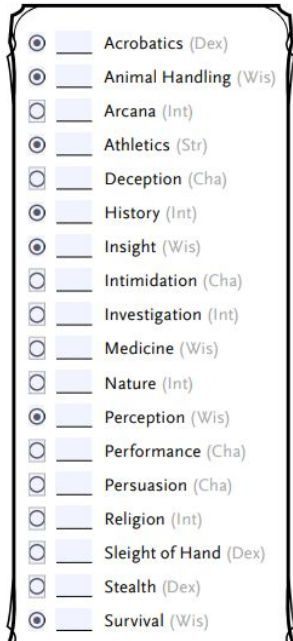 Acrobatics (Dex)
Animal Handling (Wis)
Arcana (Int)
Athletics (Str)
Deception (Cha)
History (Int)
Insight (Wis)
Intimidation (Cha)
Investigation (Int)
Medicine (Wis)
Nature (Int)
Perception (Wis)
Performance (Cha)
Persuasion (Cha)
Religion (Int)
Sleight of Hand (Dex)
Stealth (Dex)
Survival (Wis)